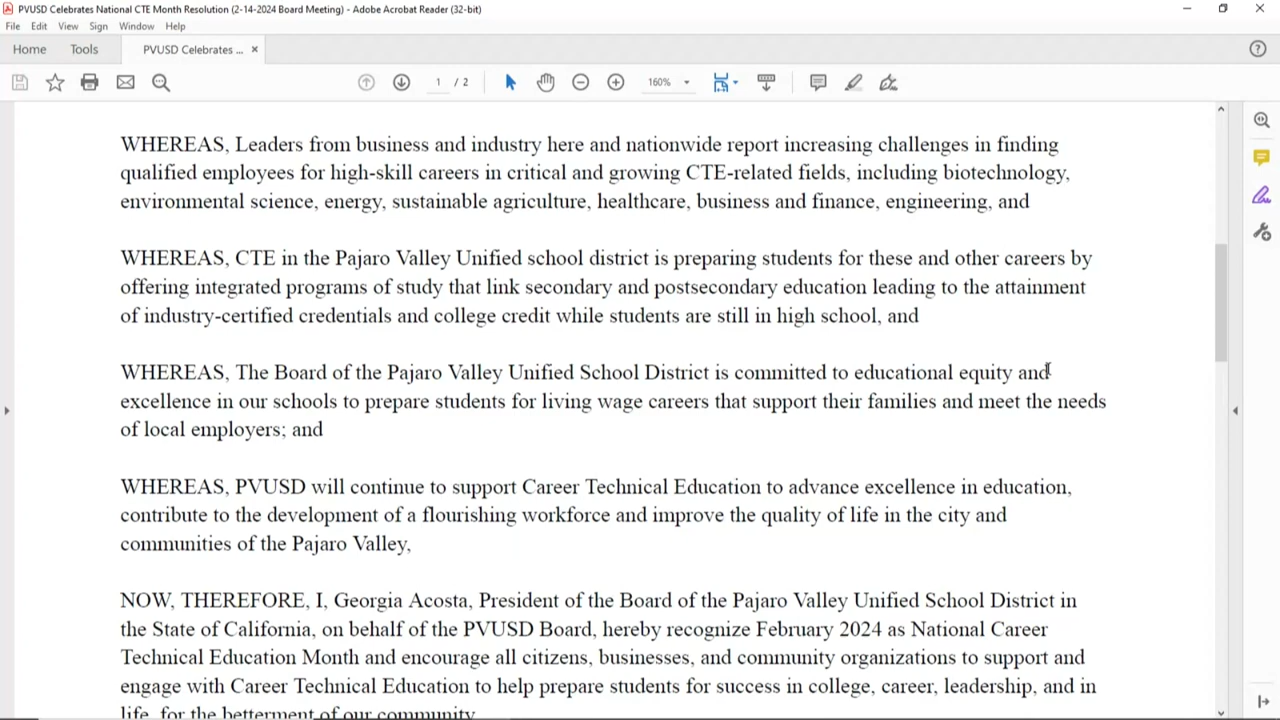 PVUSD Celebrates National CTE Month Resolution (2-14-2024 Board Meeting) - Adobe Acrobat Reader (32-bit)
File Edit View Sign Window Help
Home Tools PVUSD Celebrates ... ×
1 / 2 160%
WHEREAS, Leaders from business and industry here and nationwide report increasing challenges in finding
qualified employees for high-skill careers in critical and growing CTE-related fields, including biotechnology,
environmental science, energy, sustainable agriculture, healthcare, business and finance, engineering, and
WHEREAS, CTE in the Pajaro Valley Unified school district is preparing students for these and other careers by
offering integrated programs of study that link secondary and postsecondary education leading to the attainment
of industry-certified credentials and college credit while students are still in high school, and
WHEREAS, The Board of the Pajaro Valley Unified School District is committed to educational equity and
excellence in our schools to prepare students for living wage careers that support their families and meet the needs
of local employers; and
WHEREAS, PVUSD will continue to support Career Technical Education to advance excellence in education,
contribute to the development of a flourishing workforce and improve the quality of life in the city and
communities of the Pajaro Valley,
NOW, THEREFORE, I, Georgia Acosta, President of the Board of the Pajaro Valley Unified School District in
the State of California, on behalf of the PVUSD Board, hereby recognize February 2024 as National Career
Technical Education Month and encourage all citizens, businesses, and community organizations to support and
engage with Career Technical Education to help prepare students for success in college, career, leadership, and in
life, for the betterment of our community